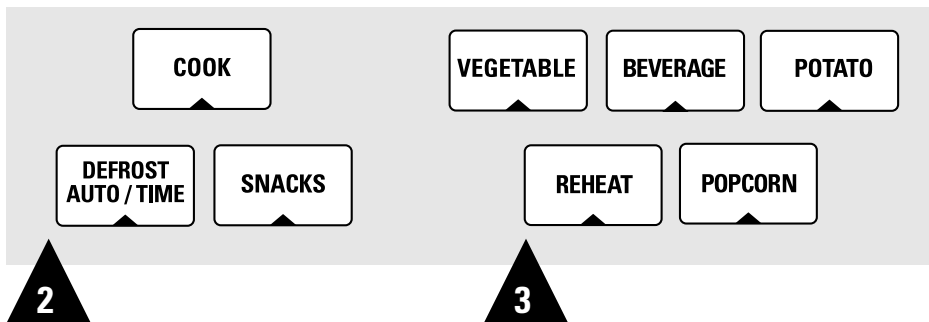 COOK
DEFROST
AUTO / TIME
SNACKS
2
VEGETABLE
BEVERAGE
POTATO
REHEAT
POPCORN
3